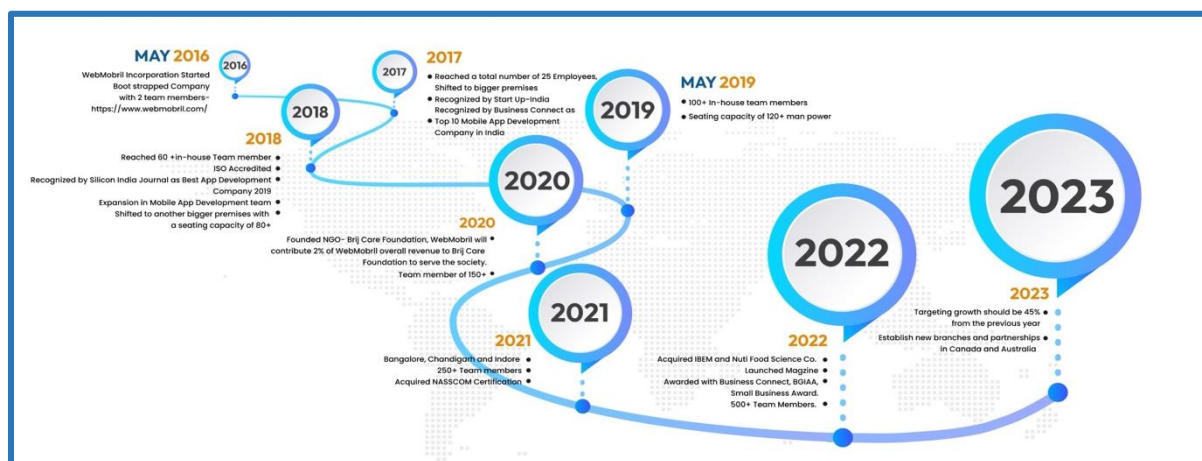 MAY 2016
WebMobril Incorporation Started
Boot strapped Company
with 2 team members-
https://www.webmobril.com/
2016
2017
2017
• Reached a total number of 25 Employees,
Shifted to bigger premises
• Recognized by Start Up-India
Recognized by Business Connect as
• Top 10 Mobile App Development
Company in India
2018
2018
Reached 60 +in-house Team member •
ISO Accredited •
Recognized by Silicon India Journal as Best App Development •
Company 2019
Expansion in Mobile App Development team •
Shifted to another bigger premises with •
a seating capacity of 80+
2019
MAY 2019
• 100+ In-house team members
• Seating capacity of 120+ man power
2020
2020
Founded NGO- Brij Care Foundation, WebMobril will •
contribute 2% of WebMobril overall revenue to Brij Care
Foundation to serve the society.
Team member of 150+ •
2021
2021
Bangalore, Chandigarh and Indore •
250+ Team members •
Acquired NASSCOM Certification •
2022
2022
Acquired IBEM and Nuti Food Science Co. •
Launched Magzine •
Awarded with Business Connect, BGIAA, •
Small Business Award.
500+ Team Members. •
2023
2023
Targeting growth should be 45% •
from the previous year
Establish new branches and partnerships •
in Canada and Australia